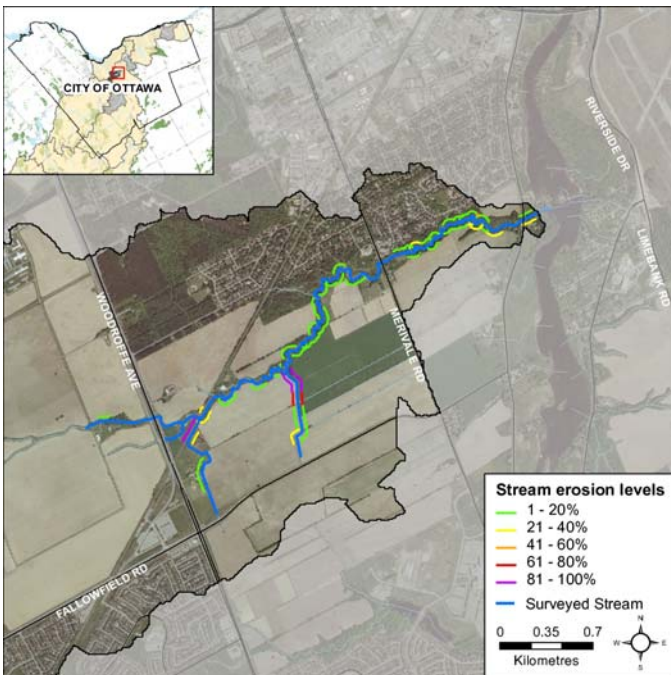 CITY OF OTTAWA
RIVERSIDE DR
LIMEBANK RD
WOODROFFE AVE
MERIVALE RD
FALLOWFIELD RD
Stream erosion levels
1 - 20%
21 - 40%
41 - 60%
61 - 80%
81 - 100%
Surveyed Stream
0 0.35 0.7
Kilometres
N
W E
S